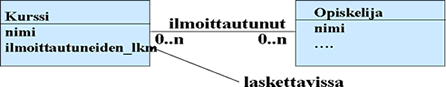 Kurssi
nimi
ilmoittautuneiden_lkm
ilmoittautunut
0..n 0..n
Opiskelija
nimi
....
laskettavissa